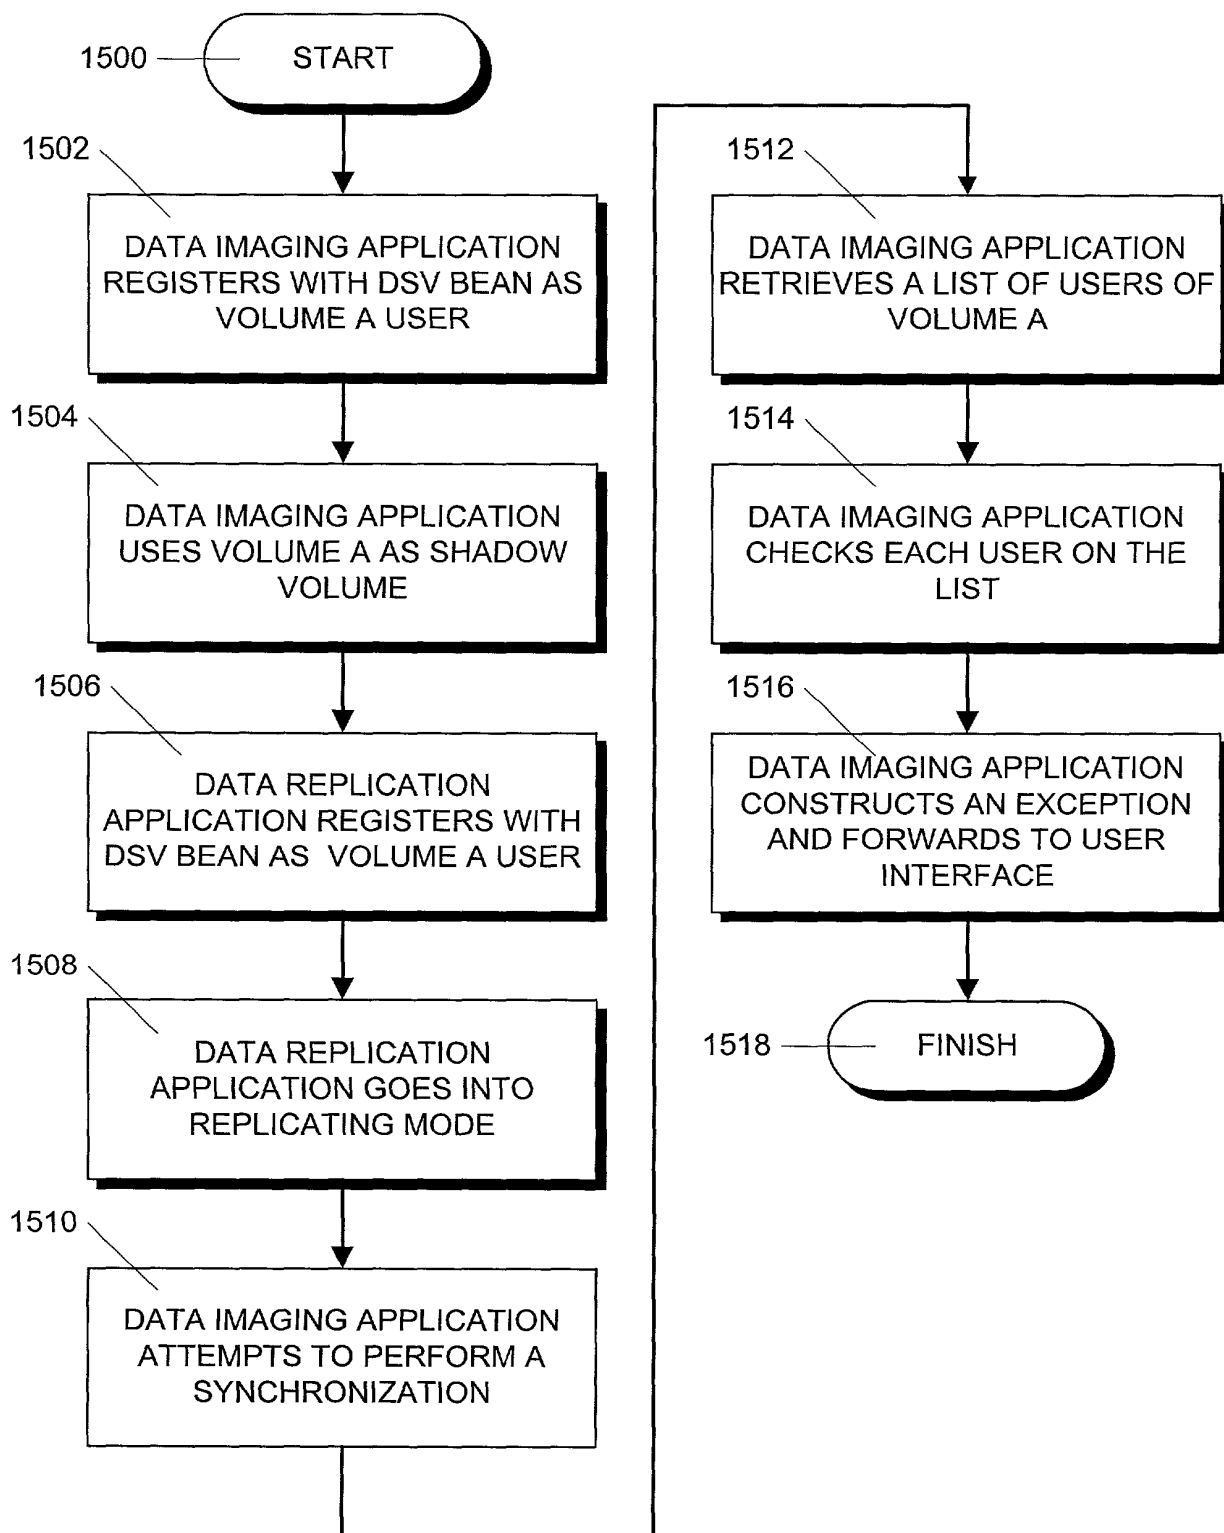 1500
START
1502
DATA IMAGING APPLICATION
REGISTERS WITH DSV BEAN AS
VOLUME A USER
1504
DATA IMAGING APPLICATION
USES VOLUME A AS SHADOW
VOLUME
1506
DATA REPLICATION
APPLICATION REGISTERS WITH
DSV BEAN AS VOLUME A USER
1508
DATA REPLICATION
APPLICATION GOES INTO
REPLICATING MODE
1510
DATA IMAGING APPLICATION
ATTEMPTS TO PERFORM A
SYNCHRONIZATION
1512
DATA IMAGING APPLICATION
RETRIEVES A LIST OF USERS OF
VOLUME A
1514
DATA IMAGING APPLICATION
CHECKS EACH USER ON THE
LIST
1516
DATA IMAGING APPLICATION
CONSTRUCTS AN EXCEPTION
AND FORWARDS TO USER
INTERFACE
1518
FINISH